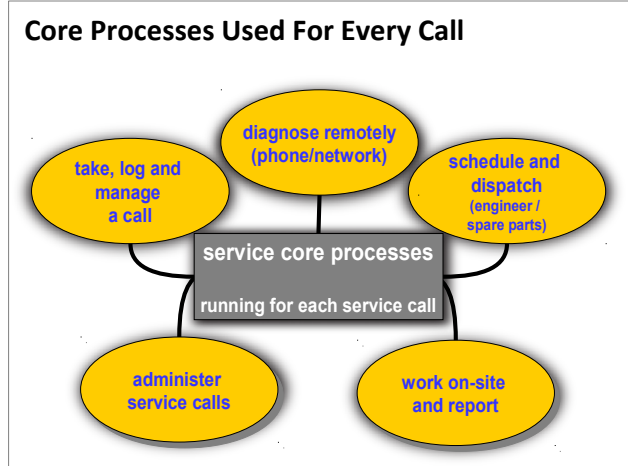 Core Processes Used For Every Call
diagnose remotely
(phone/network)
take, log and
manage
a call
schedule and
dispatch
(engineer /
spare parts)
service core processes
running for each service call
administer
service calls
work on-site
and report